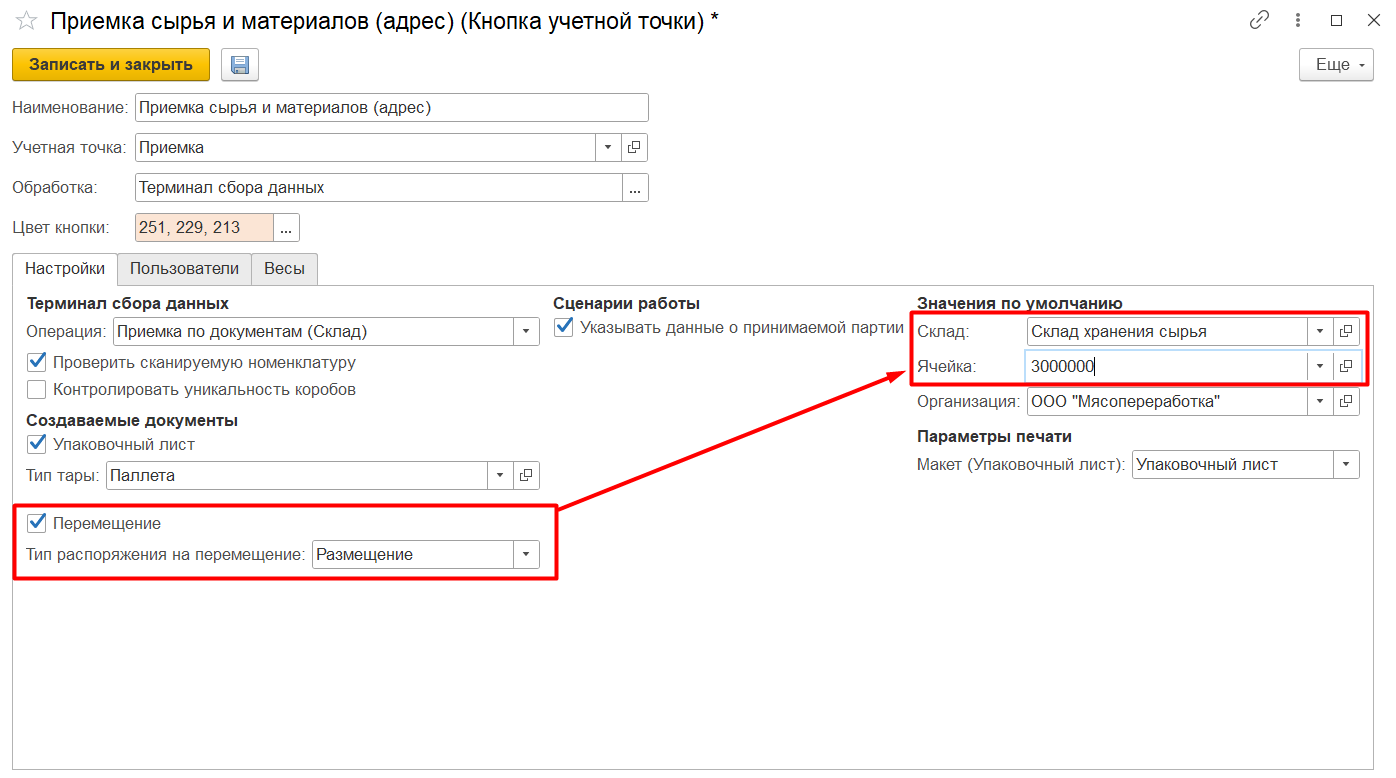 Приемка сырья и материалов (адрес) (Кнопка учетной точки) *
Записать и закрыть
Еще
Наименование: Приемка сырья и материалов (адрес)
Учетная точка: Приемка
Обработка: Терминал сбора данных ...
Цвет кнопки: 251, 229, 213 ...
Настройки Пользователи Весы
Терминал сбора данных
Операция: Приемка по документам (Склад)
Проверить сканируемую номенклатуру
Контролировать уникальность коробов
Создаваемые документы
Упаковочный лист
Тип тары: Паллета
Перемещение
Тип распоряжения на перемещение: Размещение
Сценарии работы
Указывать данные о принимаемой партии
Значения по умолчанию
Склад: Склад хранения сырья
Ячейка: 3000000
Организация: ООО "Мясопереработка"
Параметры печати
Макет (Упаковочный лист): Упаковочный лист